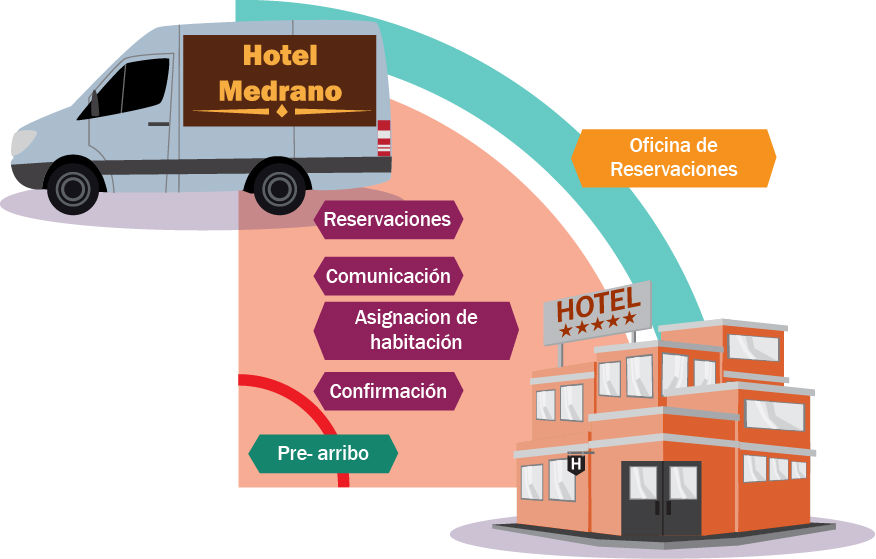 Hotel
Medrano
Oficina de
Reservaciones
Reservaciones
Comunicación
Asignacion de
habitación
Confirmación
Pre- arribo
HOTEL
★★★★★
H